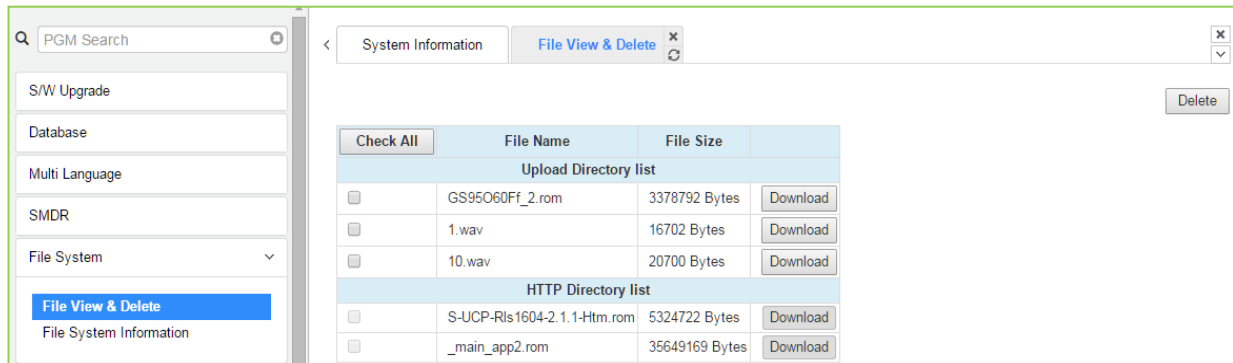 PGM Search
S/W Upgrade
Database
Multi Language
SMDR
File System
File View & Delete
File System Information
System Information
File View & Delete
Delete
Check All File Name File Size
Upload Directory list
GS95O60Ff_2.rom 3378792 Bytes Download
1.wav 16702 Bytes Download
10.wav 20700 Bytes Download
HTTP Directory list
S-UCP-Rls1604-2.1.1-Htm.rom 5324722 Bytes Download
_main_app2.rom 35649169 Bytes Download